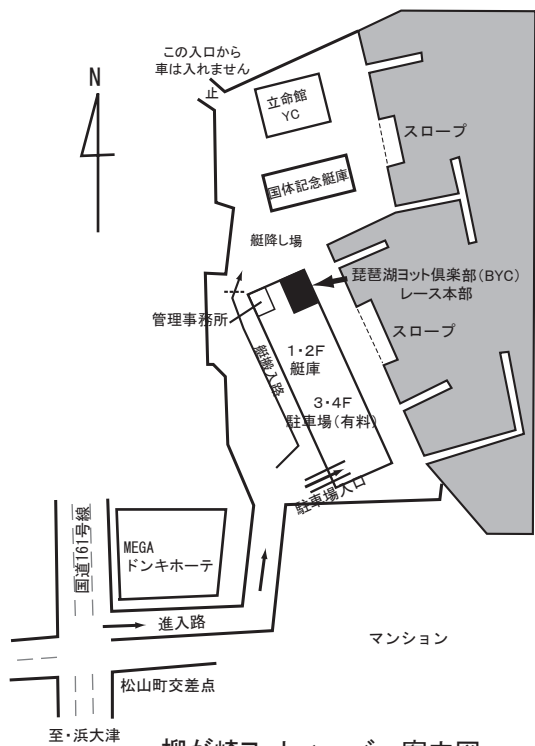 この入口から
車は入れません
止
N
立命館
YC
スロープ
国体記念艇庫
艇降し場
琵琶湖ヨット倶楽部(BYC)
レース本部
管理事務所
スロープ
1・2F
艇庫
艇搬入路
3・4F
駐車場(有料)
駐車場入口
国道161号線
MEGA
ドンキホーテ
進入路
マンション
松山町交差点
至・浜大津